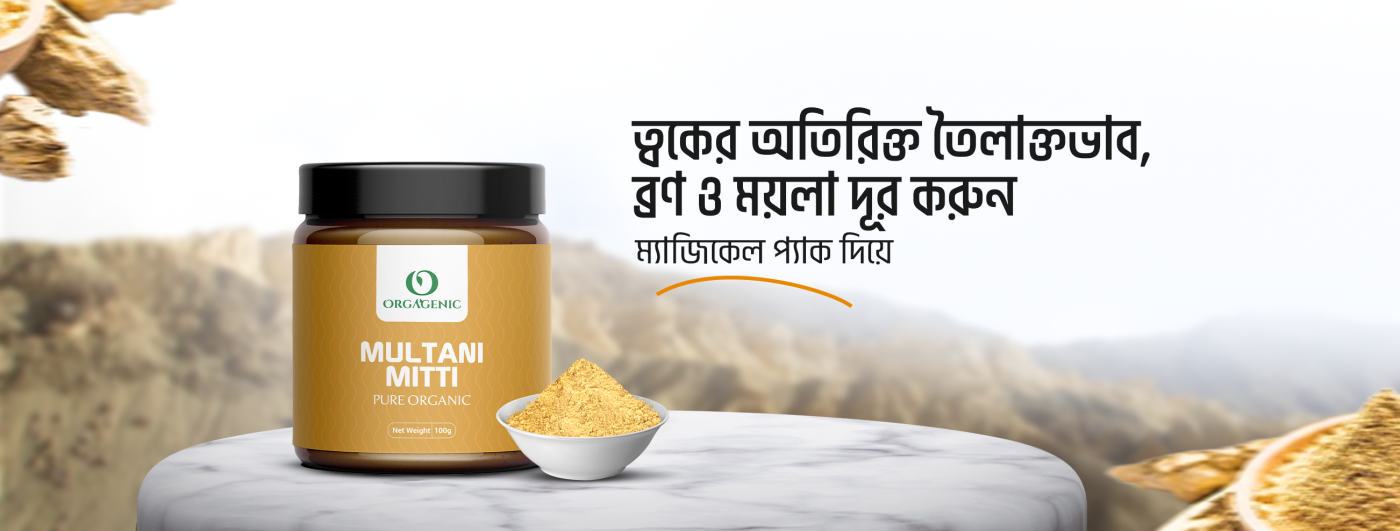 ত্বকের অতিরিক্ত তৈলাক্তভাব,
ব্রণ ও ময়লা দূর করুন
ম্যাজিকেল প্যাক দিয়ে
ORGAGENIC
MULTANI
MITTI
PURE ORGANIC
Net Weight 100g